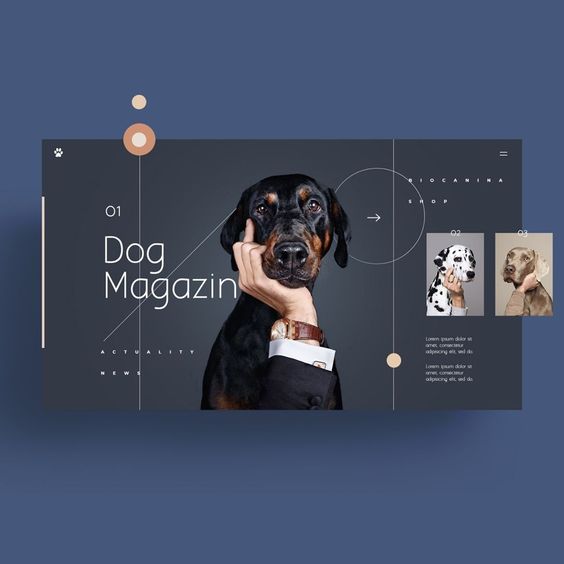 01
Dog
Magazin
ACTUALITY
NEWS
BIOCANINA
SHOP
02
03
Lorem ipsum dolor sit
amet, consectetur
adipiscing elit, sed do.
Lorem ipsum dolor sit
amet, consectetur
adipiscing elit, sed do.